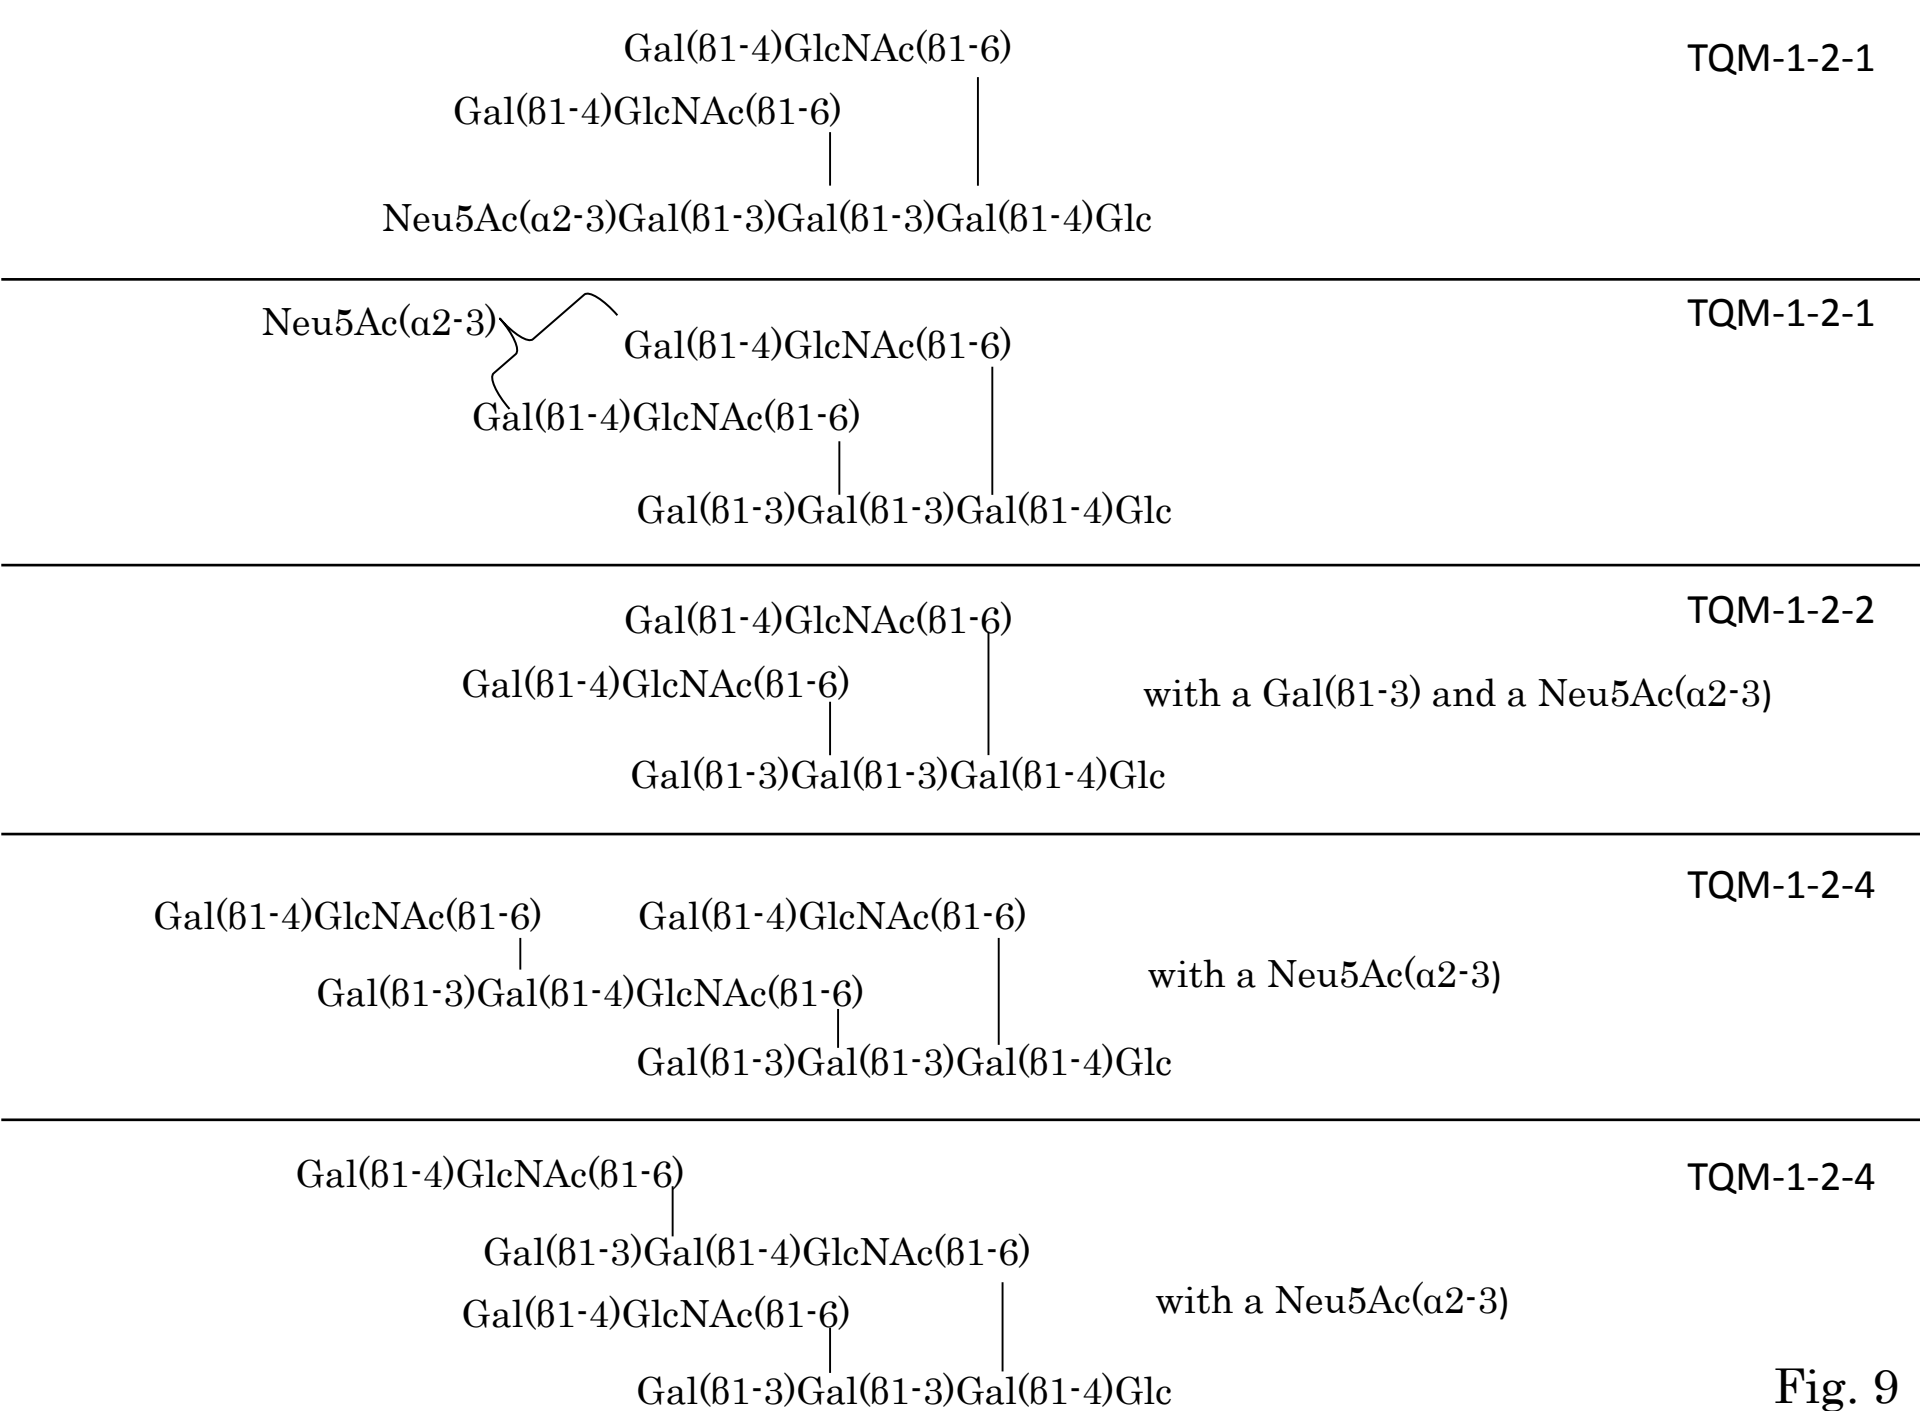 Gal(β1-4)GlcNAc(β1-6) TQM-1-2-1
Gal(β1-4)GlcNAc(β1-6)
Neu5Ac(α2-3)Gal(β1-3)Gal(β1-3)Gal(β1-4)Glc
Neu5Ac(α2-3) TQM-1-2-1
Gal(β1-4)GlcNAc(β1-6)
Gal(β1-4)GlcNAc(β1-6)
Gal(β1-3)Gal(β1-3)Gal(β1-4)Glc
Gal(β1-4)GlcNAc(β1-6) TQM-1-2-2
Gal(β1-4)GlcNAc(β1-6) with a Gal(β1-3) and a Neu5Ac(α2-3)
Gal(β1-3)Gal(β1-3)Gal(β1-4)Glc
TQM-1-2-4
Gal(β1-4)GlcNAc(β1-6) Gal(β1-4)GlcNAc(β1-6)
Gal(β1-3)Gal(β1-4)GlcNAc(β1-6) with a Neu5Ac(α2-3)
Gal(β1-3)Gal(β1-3)Gal(β1-4)Glc
Gal(β1-4)GlcNAc(β1-6) TQM-1-2-4
Gal(β1-3)Gal(β1-4)GlcNAc(β1-6)
Gal(β1-4)GlcNAc(β1-6) with a Neu5Ac(α2-3)
Gal(β1-3)Gal(β1-3)Gal(β1-4)Glc
Fig. 9